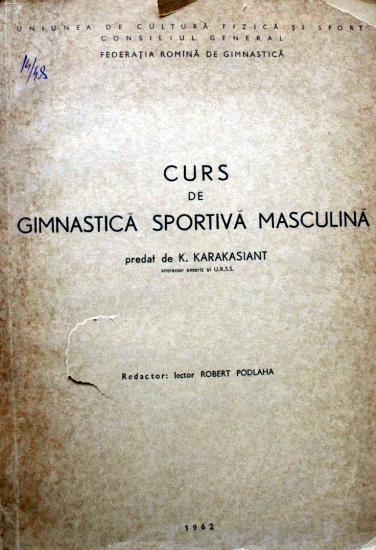 UNIUNEA DE CULTURĂ FIZICĂ ȘI SPORT
CONSILIUL GENERAL
FEDERAȚIA ROMÎNĂ DE GIMNASTICĂ
14/48
CURS
DE
GIMNASTICĂ SPORTIVĂ MASCULINĂ
predat de K. KARAKASIANT
antrenor emerit al U.R.S.S.
Redactor: lector ROBERT PODLAHA
1962